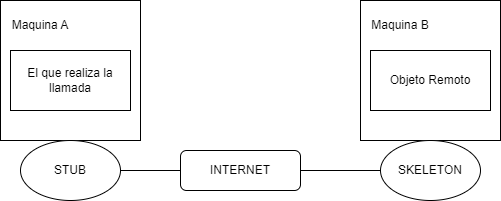 Maquina A
Maquina B
El que realiza la
llamada
Objeto Remoto
STUB
INTERNET
SKELETON